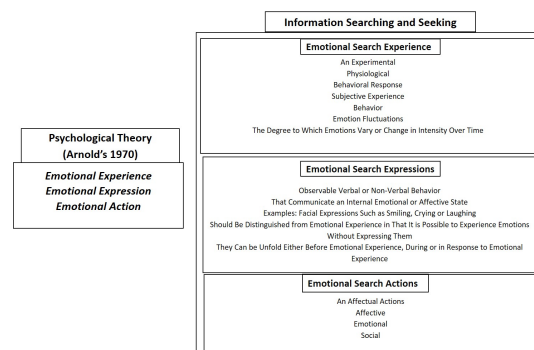 Information Searching and Seeking
Psychological Theory
(Arnold's 1970)
Emotional Experience
Emotional Expression
Emotional Action
Emotional Search Experience
An Experimental
Physiological
Behavioral Response
Subjective Experience
Behavior
Emotion Fluctuations
The Degree to Which Emotions Vary or Change in Intensity Over Time
Emotional Search Expressions
Observable Verbal or Non-Verbal Behavior
That Communicate an Internal Emotional or Affective State
Examples: Facial Expressions Such as Smiling, Crying or Laughing
Should Be Distinguished from Emotional Experience in That It is Possible to Experience Emotions
Without Expressing Them
They Can be Unfold Either Before Emotional Experience, During or in Response to Emotional
Experience
Emotional Search Actions
An Affectual Actions
Affective
Emotional
Social